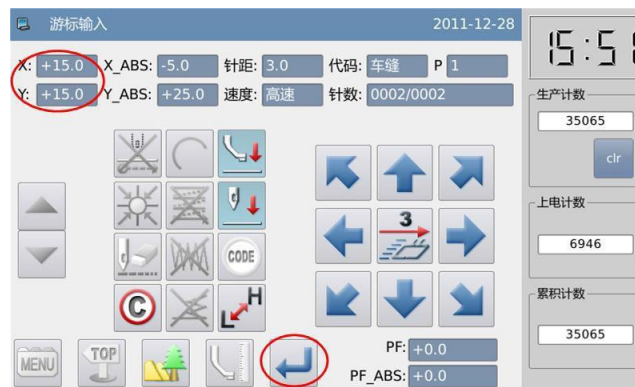 游标输入 2011-12-28
X: +15.0 X_ABS: -5.0 针距: 3.0 代码: 车缝 P 1
Y: +15.0 Y_ABS: +25.0 速度: 高速 针数: 0002/0002
15:5
生产计数
35065
clr
上电计数
6946
累积计数
35065
3
CODE
C
L H
MENU
TOP
PF: +0.0
PF_ABS: +0.0